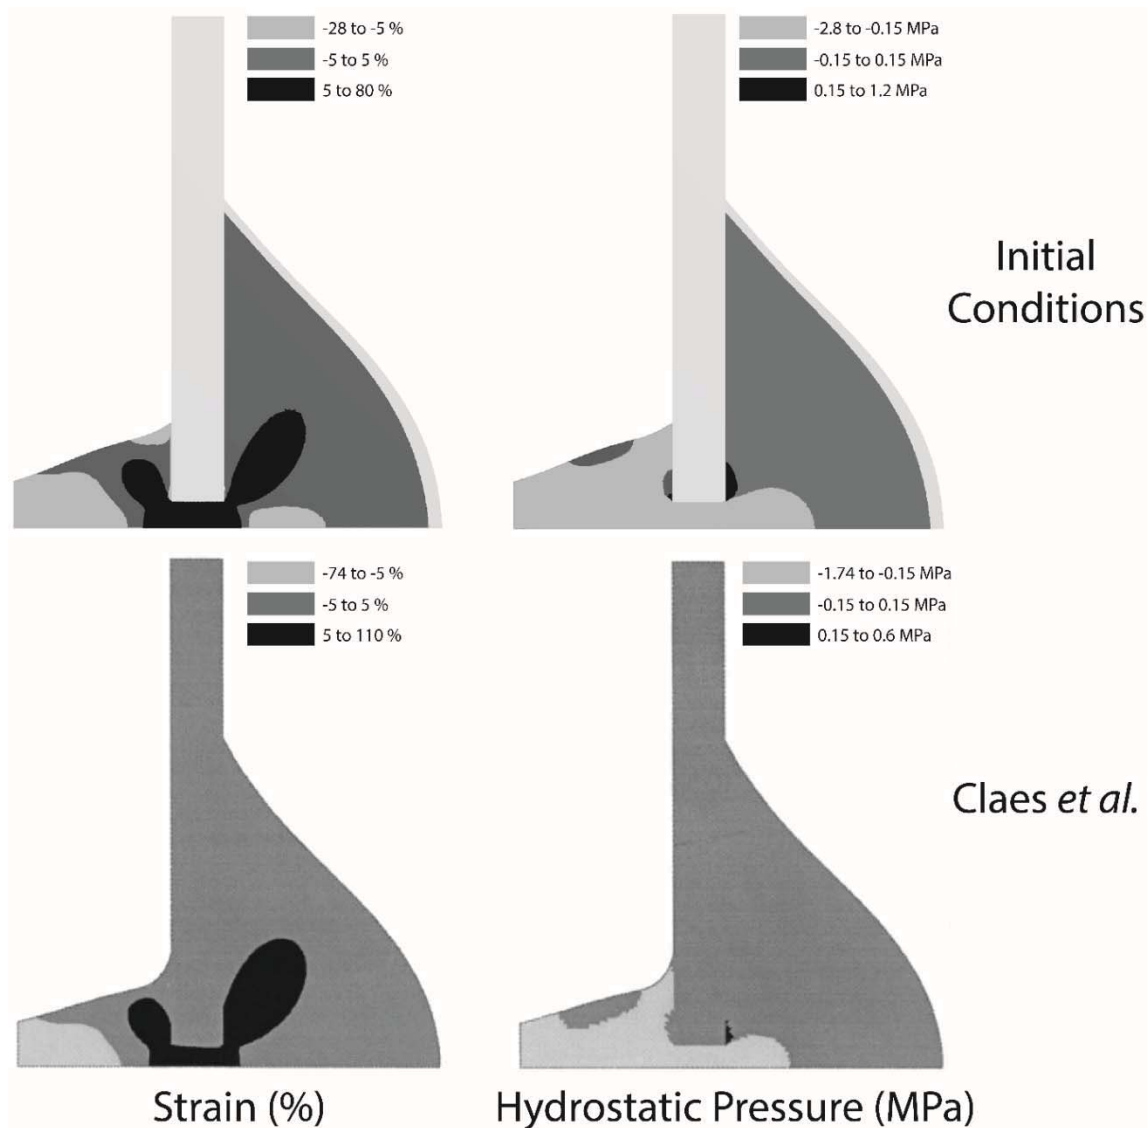 -28 to -5 %
-5 to 5 %
5 to 80 %
-2.8 to -0.15 MPa
-0.15 to 0.15 MPa
0.15 to 1.2 MPa
Initial
Conditions
-74 to -5 %
-5 to 5 %
5 to 110 %
-1.74 to -0.15 MPa
-0.15 to 0.15 MPa
0.15 to 0.6 MPa
Claes et al.
Strain (%)
Hydrostatic Pressure (MPa)